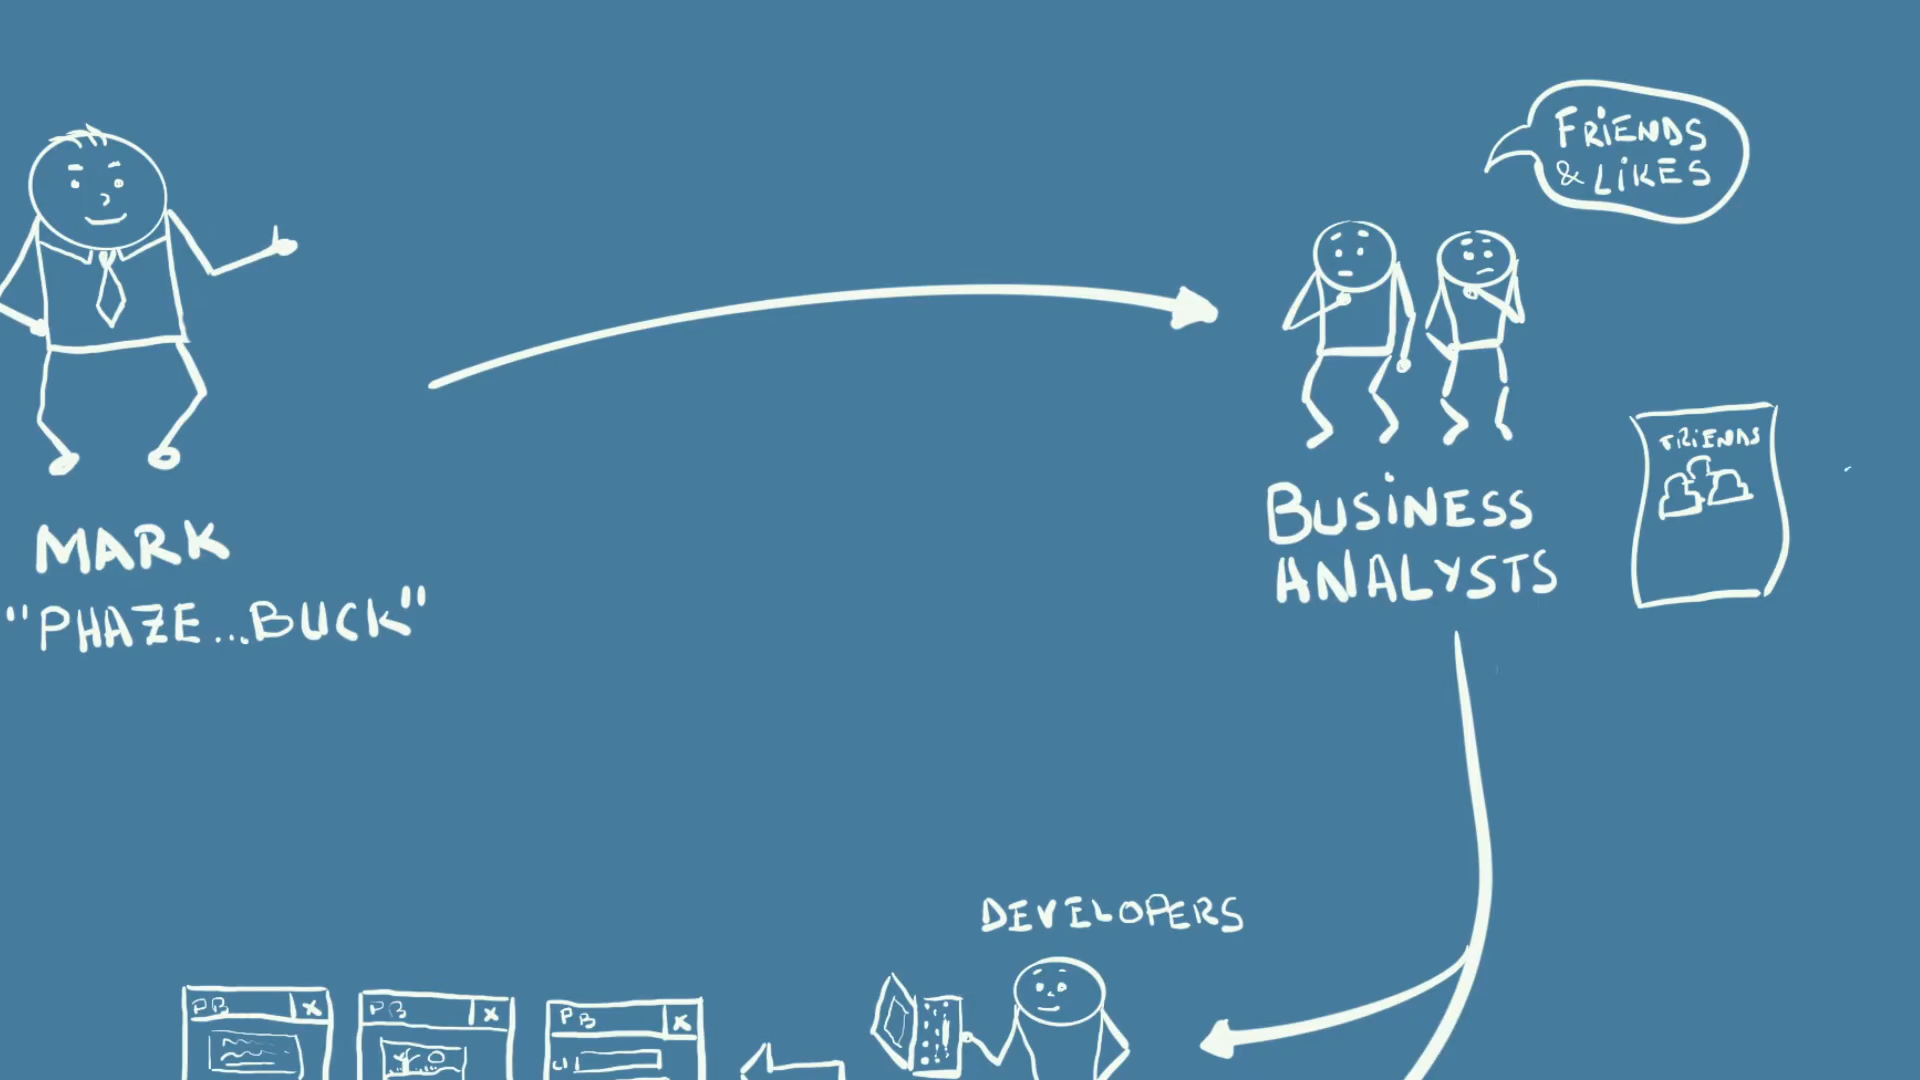 FRIENDS
& LIKES
FRIENDS
BUSINESS
ANALYSTS
MARK
"PHAZE...BUCK"
DEVELOPERS
PB X
PB X
PB X